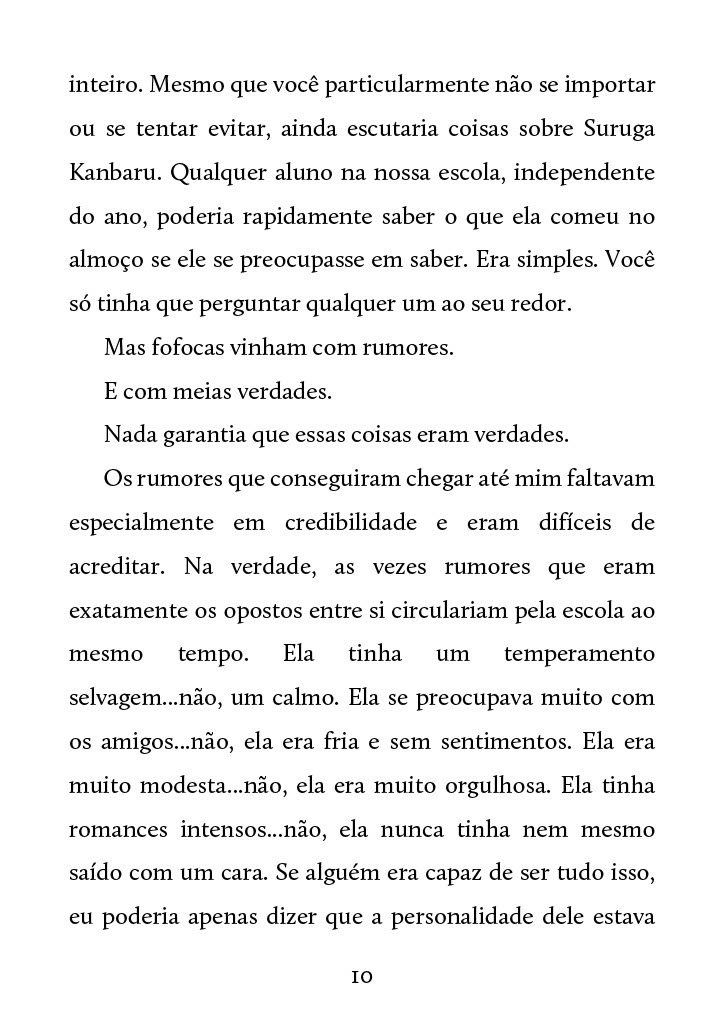 inteiro. Mesmo que você particularmente não se importar
ou se tentar evitar, ainda escutaria coisas sobre Suruga
Kanbaru. Qualquer aluno na nossa escola, independente
do ano, poderia rapidamente saber o que ela comeu no
almoço se ele se preocupasse em saber. Era simples. Você
só tinha que perguntar qualquer um ao seu redor.
Mas fofocas vinham com rumores.
E com meias verdades.
Nada garantia que essas coisas eram verdades.
Os rumores que conseguiram chegar até mim faltavam
especialmente em credibilidade e eram difíceis de
acreditar. Na verdade, as vezes rumores que eram
exatamente os opostos entre si circulariam pela escola ao
mesmo tempo. Ela tinha um temperamento
selvagem...não, um calmo. Ela se preocupava muito com
os amigos...não, ela era fria e sem sentimentos. Ela era
muito modesta...não, ela era muito orgulhosa. Ela tinha
romances intensos...não, ela nunca tinha nem mesmo
saído com um cara. Se alguém era capaz de ser tudo isso,
eu poderia apenas dizer que a personalidade dele estava
10